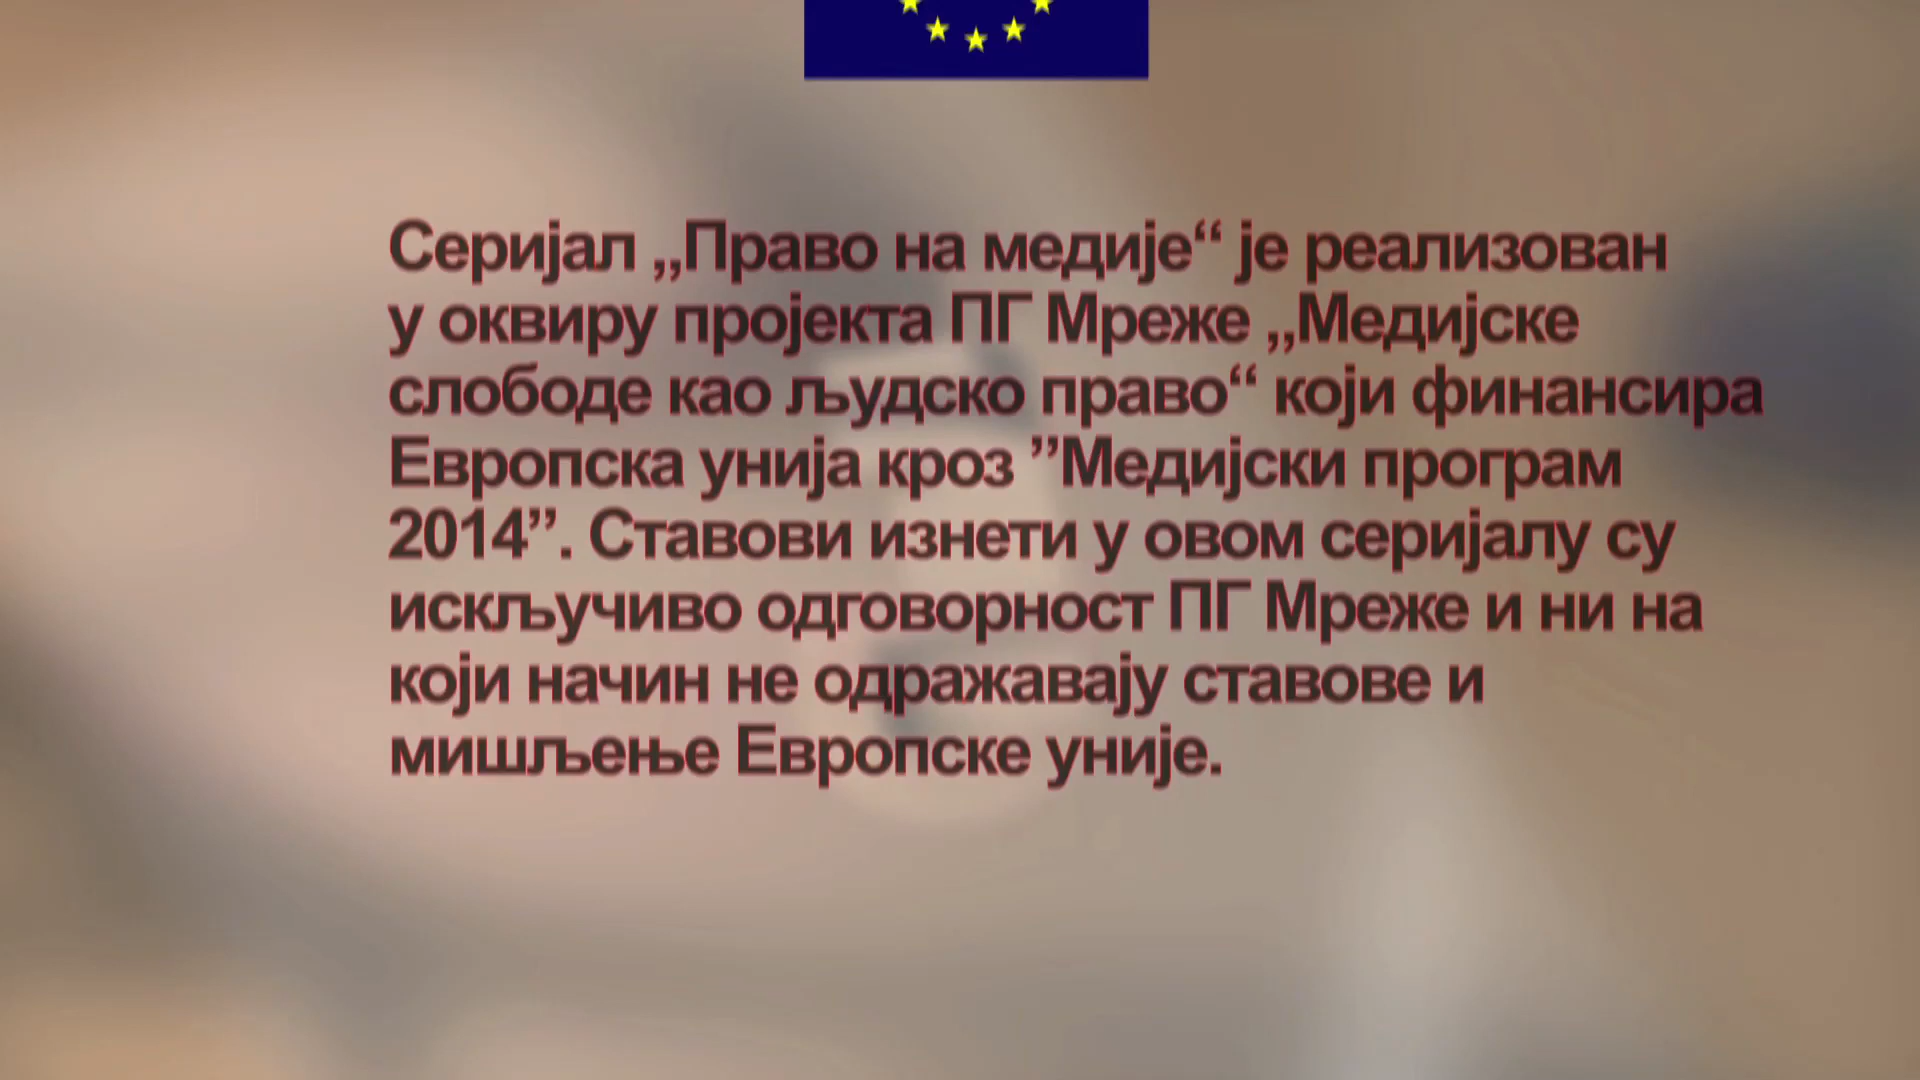 Серијал „Право на медије“ је реализован
у оквиру пројекта ПГ Мреже „Медијске
слободе као људско право“ који финансира
Европска унија кроз ”Медијски програм
2014”. Ставови изнети у овом серијалу су
искључиво одговорност ПГ Мреже и ни на
који начин не одражавају ставове и
мишљење Европске уније.